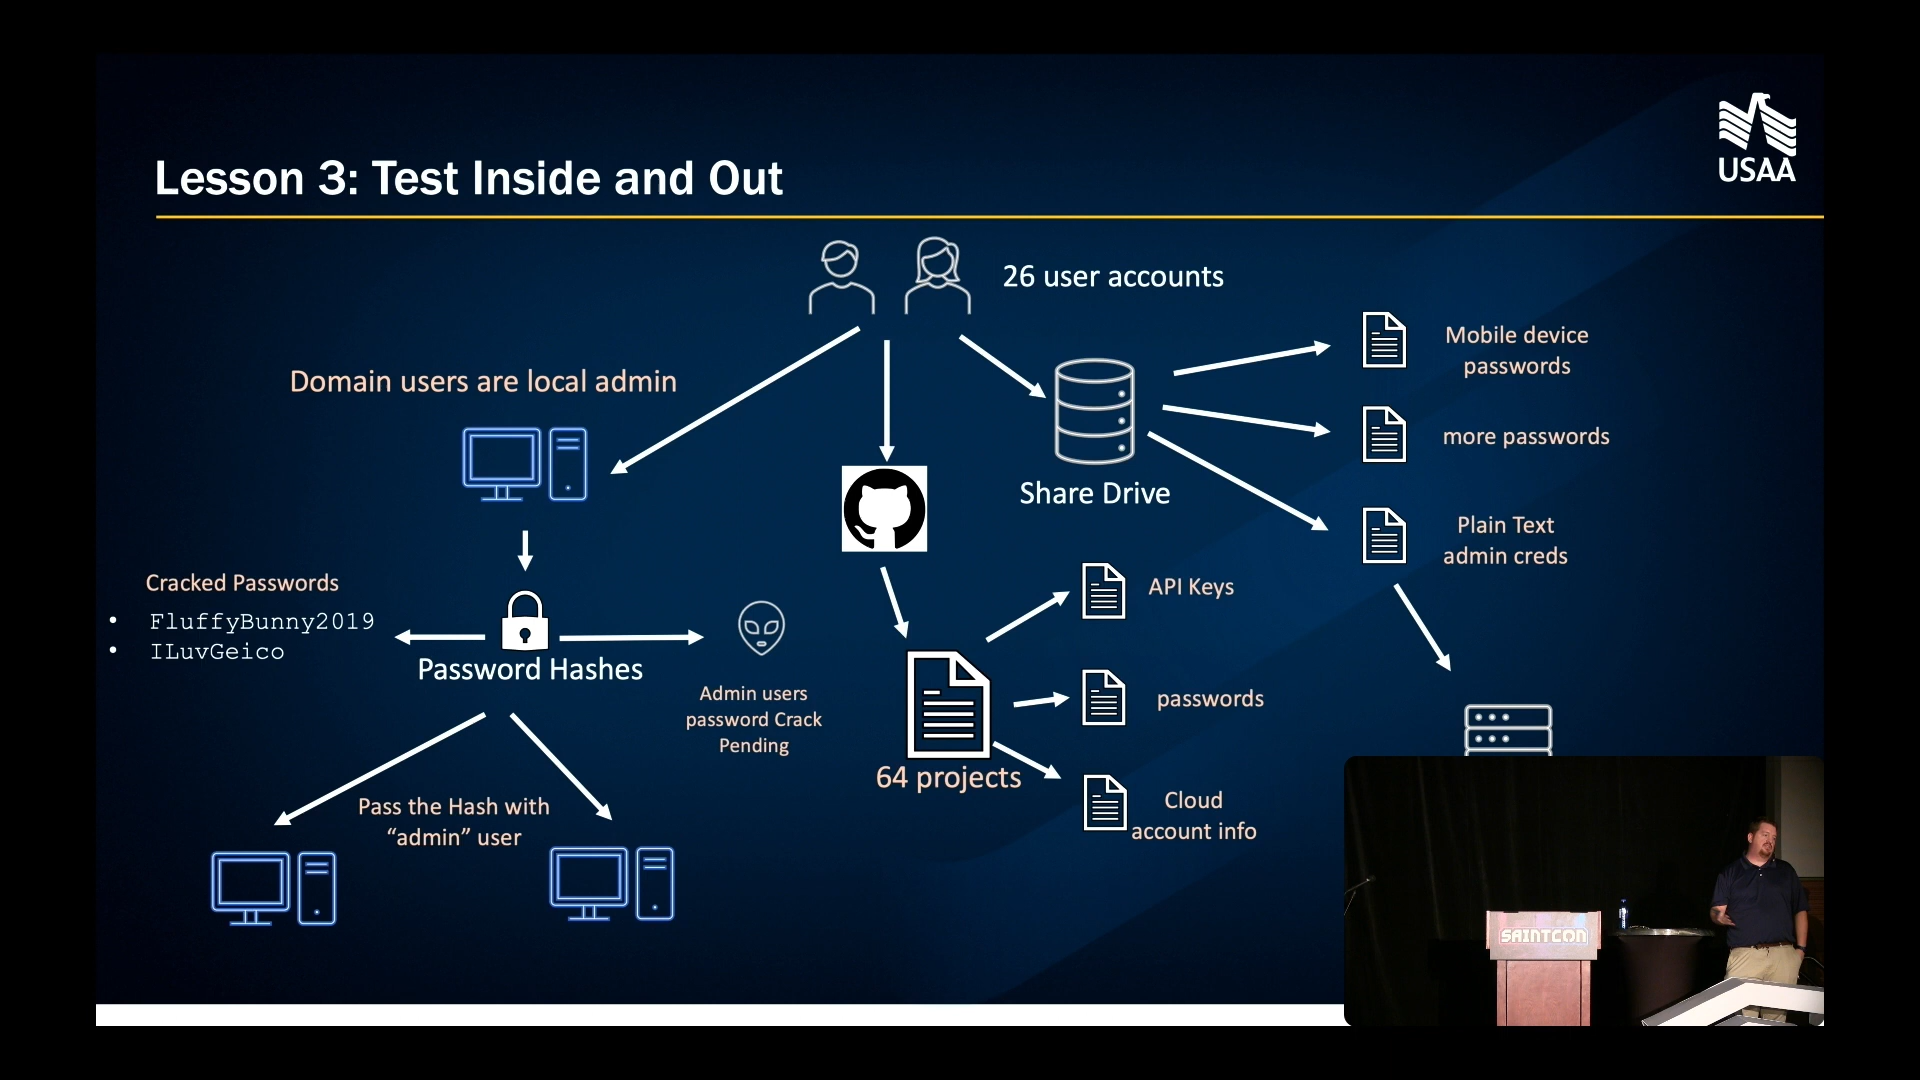 USAA
Lesson 3: Test Inside and Out
26 user accounts
Domain users are local admin
Mobile device
passwords
more passwords
Share Drive
Plain Text
admin creds
Cracked Passwords
• FluffyBunny2019
• ILuvGeico
Password Hashes
Admin users
password Crack
Pending
API Keys
passwords
64 projects
Cloud
account info
Pass the Hash with
“admin” user
SAINTCON